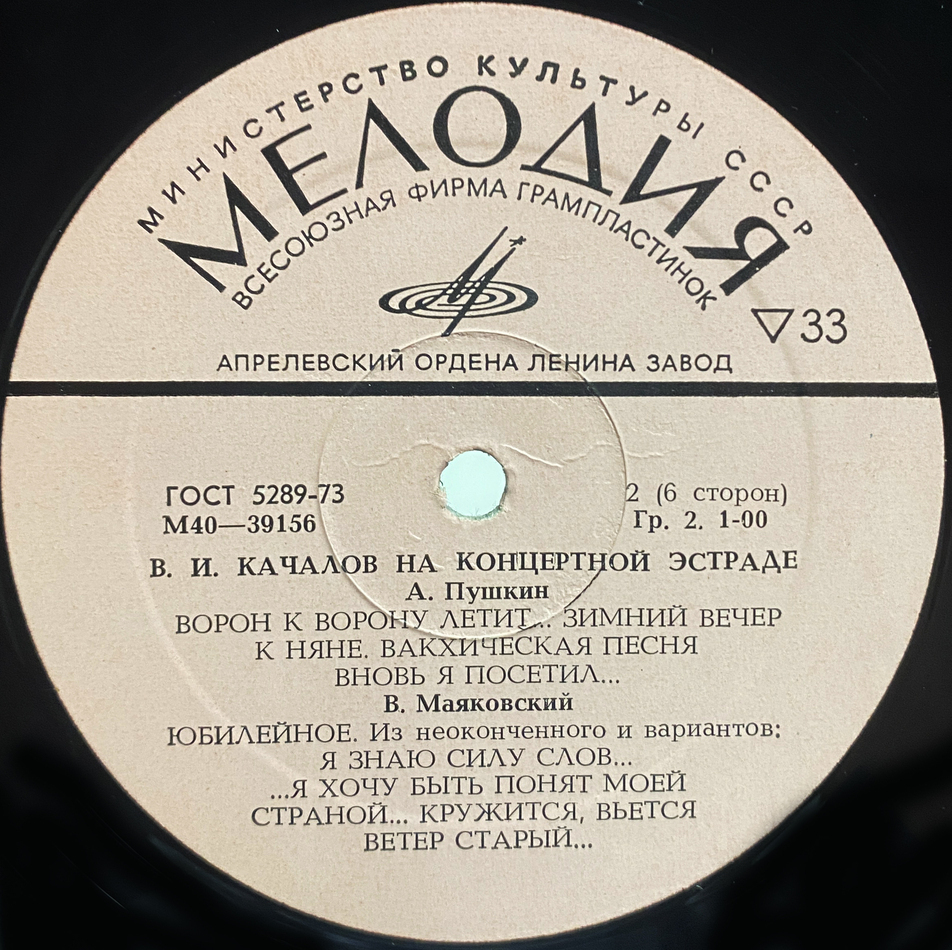 МИНИСТЕРСТВО КУЛЬТУРЫ СССР
МЕЛОДИЯ
ВСЕСОЮЗНАЯ ФИРМА ГРАМПЛАСТИНОК
▽33
АПРЕЛЕВСКИЙ ОРДЕНА ЛЕНИНА ЗАВОД
ГОСТ 5289-73
2 (6 сторон)
М40—39156
Гр. 2. 1-00
В. И. КАЧАЛОВ НА КОНЦЕРТНОЙ ЭСТРАДЕ
А. Пушкин
ВОРОН К ВОРОНУ ЛЕТИТ... ЗИМНИЙ ВЕЧЕР
К НЯНЕ. ВАКХИЧЕСКАЯ ПЕСНЯ
ВНОВЬ Я ПОСЕТИЛ...
В. Маяковский
ЮБИЛЕЙНОЕ. Из неоконченного и вариантов:
Я ЗНАЮ СИЛУ СЛОВ...
...Я ХОЧУ БЫТЬ ПОНЯТ МОЕЙ
СТРАНОЙ... КРУЖИТСЯ, ВЬЕТСЯ
ВЕТЕР СТАРЫЙ...